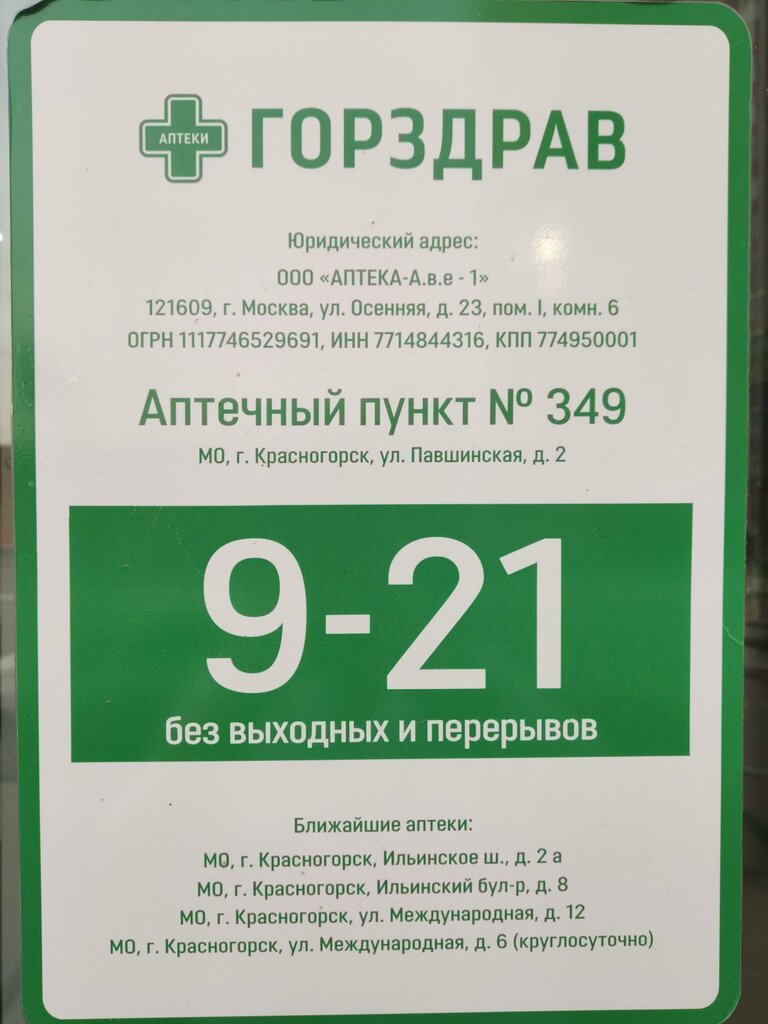 АПТЕКИ ГОРЗДРАВ
Юридический адрес:
ООО «АПТЕКА-А.в.е - 1»
121609, г. Москва, ул. Осенняя, д. 23, пом. I, комн. 6
ОГРН 1117746529691, ИНН 7714844316, КПП 774950001
Аптечный пункт № 349
МО, г. Красногорск, ул. Павшинская, д. 2
9-21
без выходных и перерывов
Ближайшие аптеки:
МО, г. Красногорск, Ильинское ш., д. 2 а
МО, г. Красногорск, Ильинский бул-р, д. 8
МО, г. Красногорск, ул. Международная, д. 12
МО, г. Красногорск, ул. Международная, д. 6 (круглосуточно)